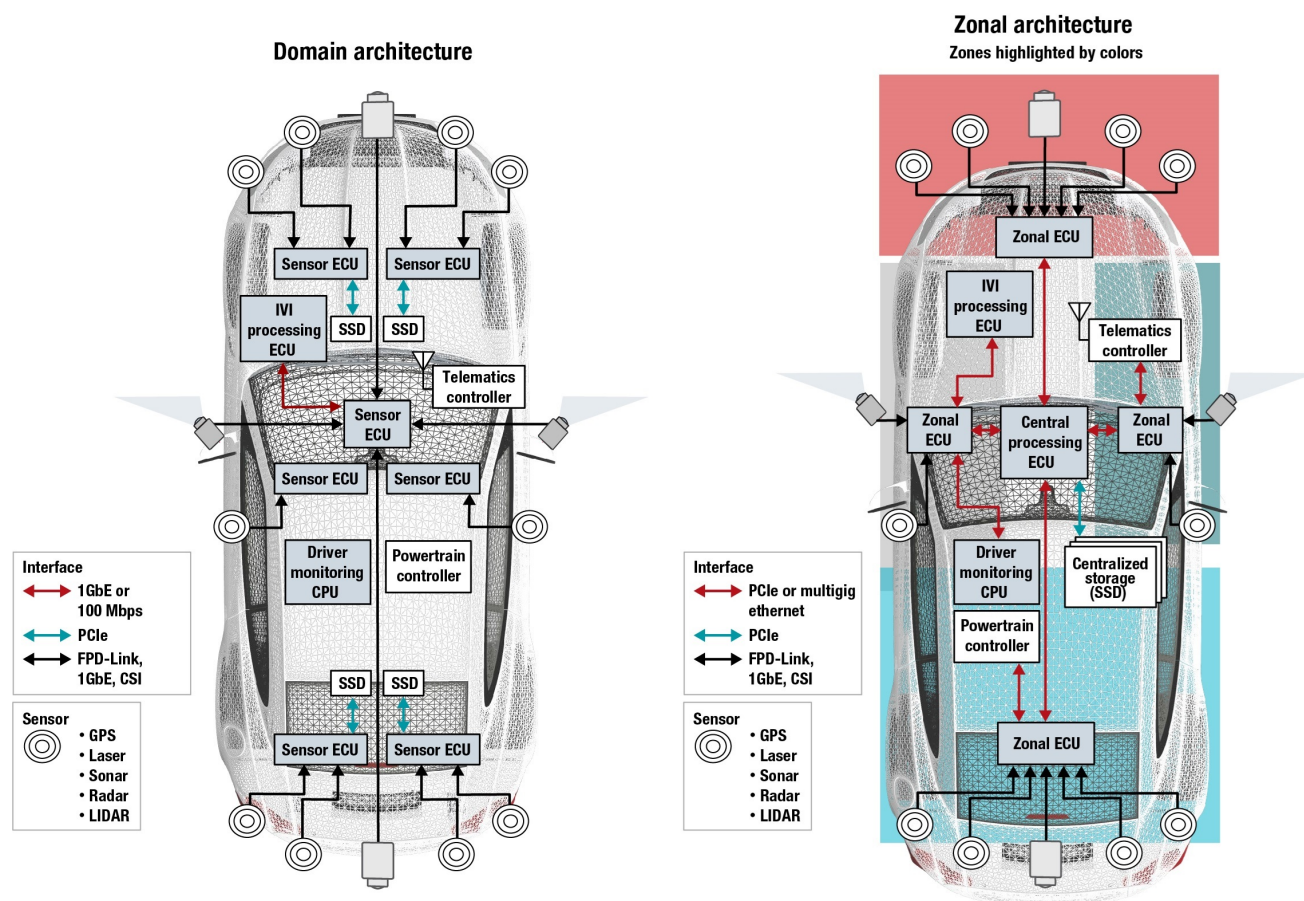 Domain architecture
Sensor ECU
Sensor ECU
IVI
processing
ECU
SSD
SSD
Telematics
controller
Sensor
ECU
Sensor ECU
Sensor ECU
Driver
monitoring
CPU
Powertrain
controller
SSD
SSD
Sensor ECU
Sensor ECU
Interface
1GbE or
100 Mbps
PCIe
FPD-Link,
1GbE, CSI
Sensor
• GPS
• Laser
• Sonar
• Radar
• LIDAR
Zonal architecture
Zones highlighted by colors
Zonal ECU
IVI
processing
ECU
Telematics
controller
Zonal
ECU
Central
processing
ECU
Zonal
ECU
Driver
monitoring
CPU
Centralized
storage
(SSD)
Powertrain
controller
Zonal ECU
Interface
PCIe or multigig
ethernet
PCIe
FPD-Link,
1GbE, CSI
Sensor
• GPS
• Laser
• Sonar
• Radar
• LIDAR